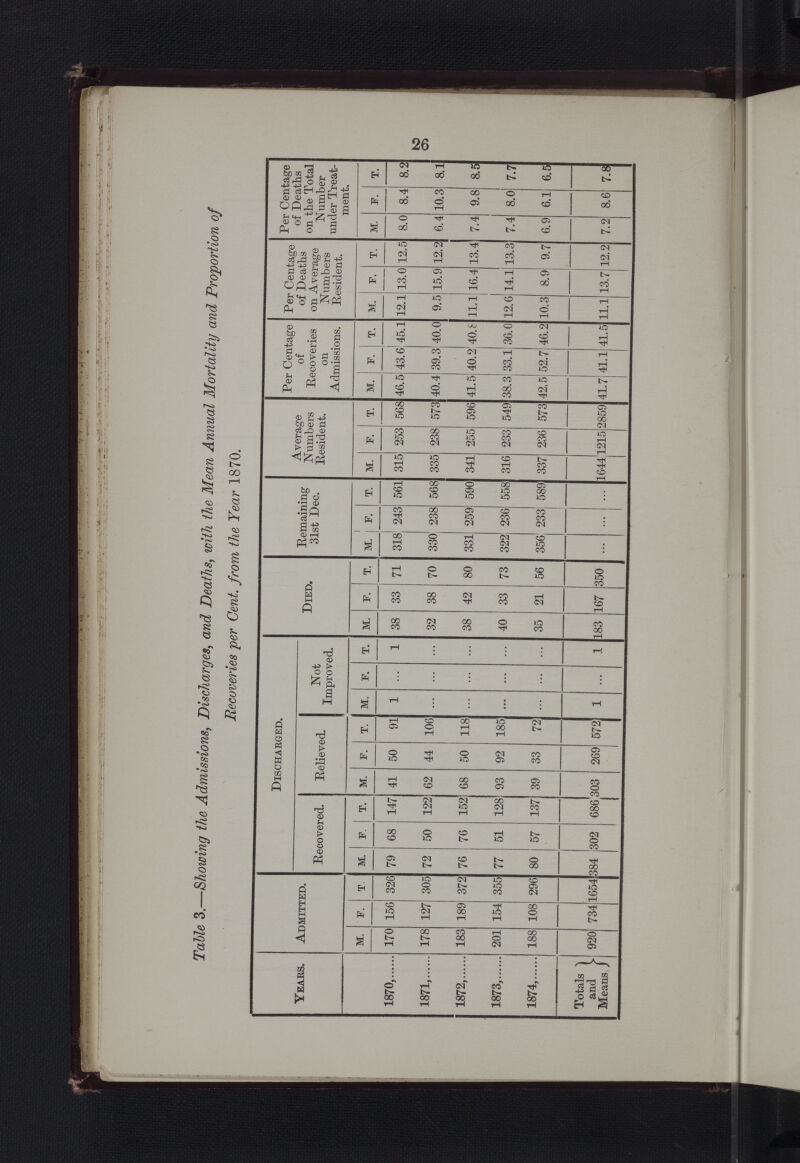 26
Table 3.—Showing the Admissions, Discharges, and Deaths, with the Mean Annual Mortality and Proportion of
Recoveries per Cent. from the Year 1870.
YEARS. ADMITTED. DISCHARGED. DIED. Remaining 31st Dec. Average Numbers Resident. Per Centage of Recoveries on Admissions. Per Centage of Deaths on Average Numbers Resident. Per Centage of Deaths on the Total Number under Treat- ment.
Recovered. Relieved. Not Improved.
M. F. T. M. F. T. M. F. T. M. F. T. M. F. T. M. F. T. M. F. T. M. F. T. M. F. T. M. F. T.
1870,...... 170 156 326 79 68 147 41 50 91 1 ... 1 38 33 71 318 243 561 315 253 568 46.5 43.6 45.1 12.1 13.0 12.5 8.0 8.4 8.2
1871,...... 178 127 305 72 50 122 62 44 106 ... ... ... 32 38 70 330 238 568 335 238 573 40.4 39.3 40.0 9.5 15.9 12.2 6.4 10.3 8.1
1872,...... 183 189 372 76 76 152 68 50 118 ... ... ... 38 42 80 331 259 590 341 255 596 41.5 40.2 40.8 11.1 16.4 13.4 7.4 9.8 8.5
1873,...... 201 154 355 77 51 128 93 92 185 ... ... ... 40 33 73 322 236 558 316 233 549 38.3 33.1 36.0 12.6 14.1 13.3 7.4 8.0 7.7
1874,...... 188 108 296 80 57 137 39 33 72 ... ... ... 35 21 56 356 233 589 337 236 573 42.5 52.7 46.2 10.3 8.9 9.7 6.9 6.1 6.5
Totals and Means. } 920 734 1654 384 302 686 303 269 572 1 ... 1 183 167 350 ... ... ... 1644 1215 2859 41.7 41.1 41.5 11.1 13.7 12.2 7.2 8.6 7.8